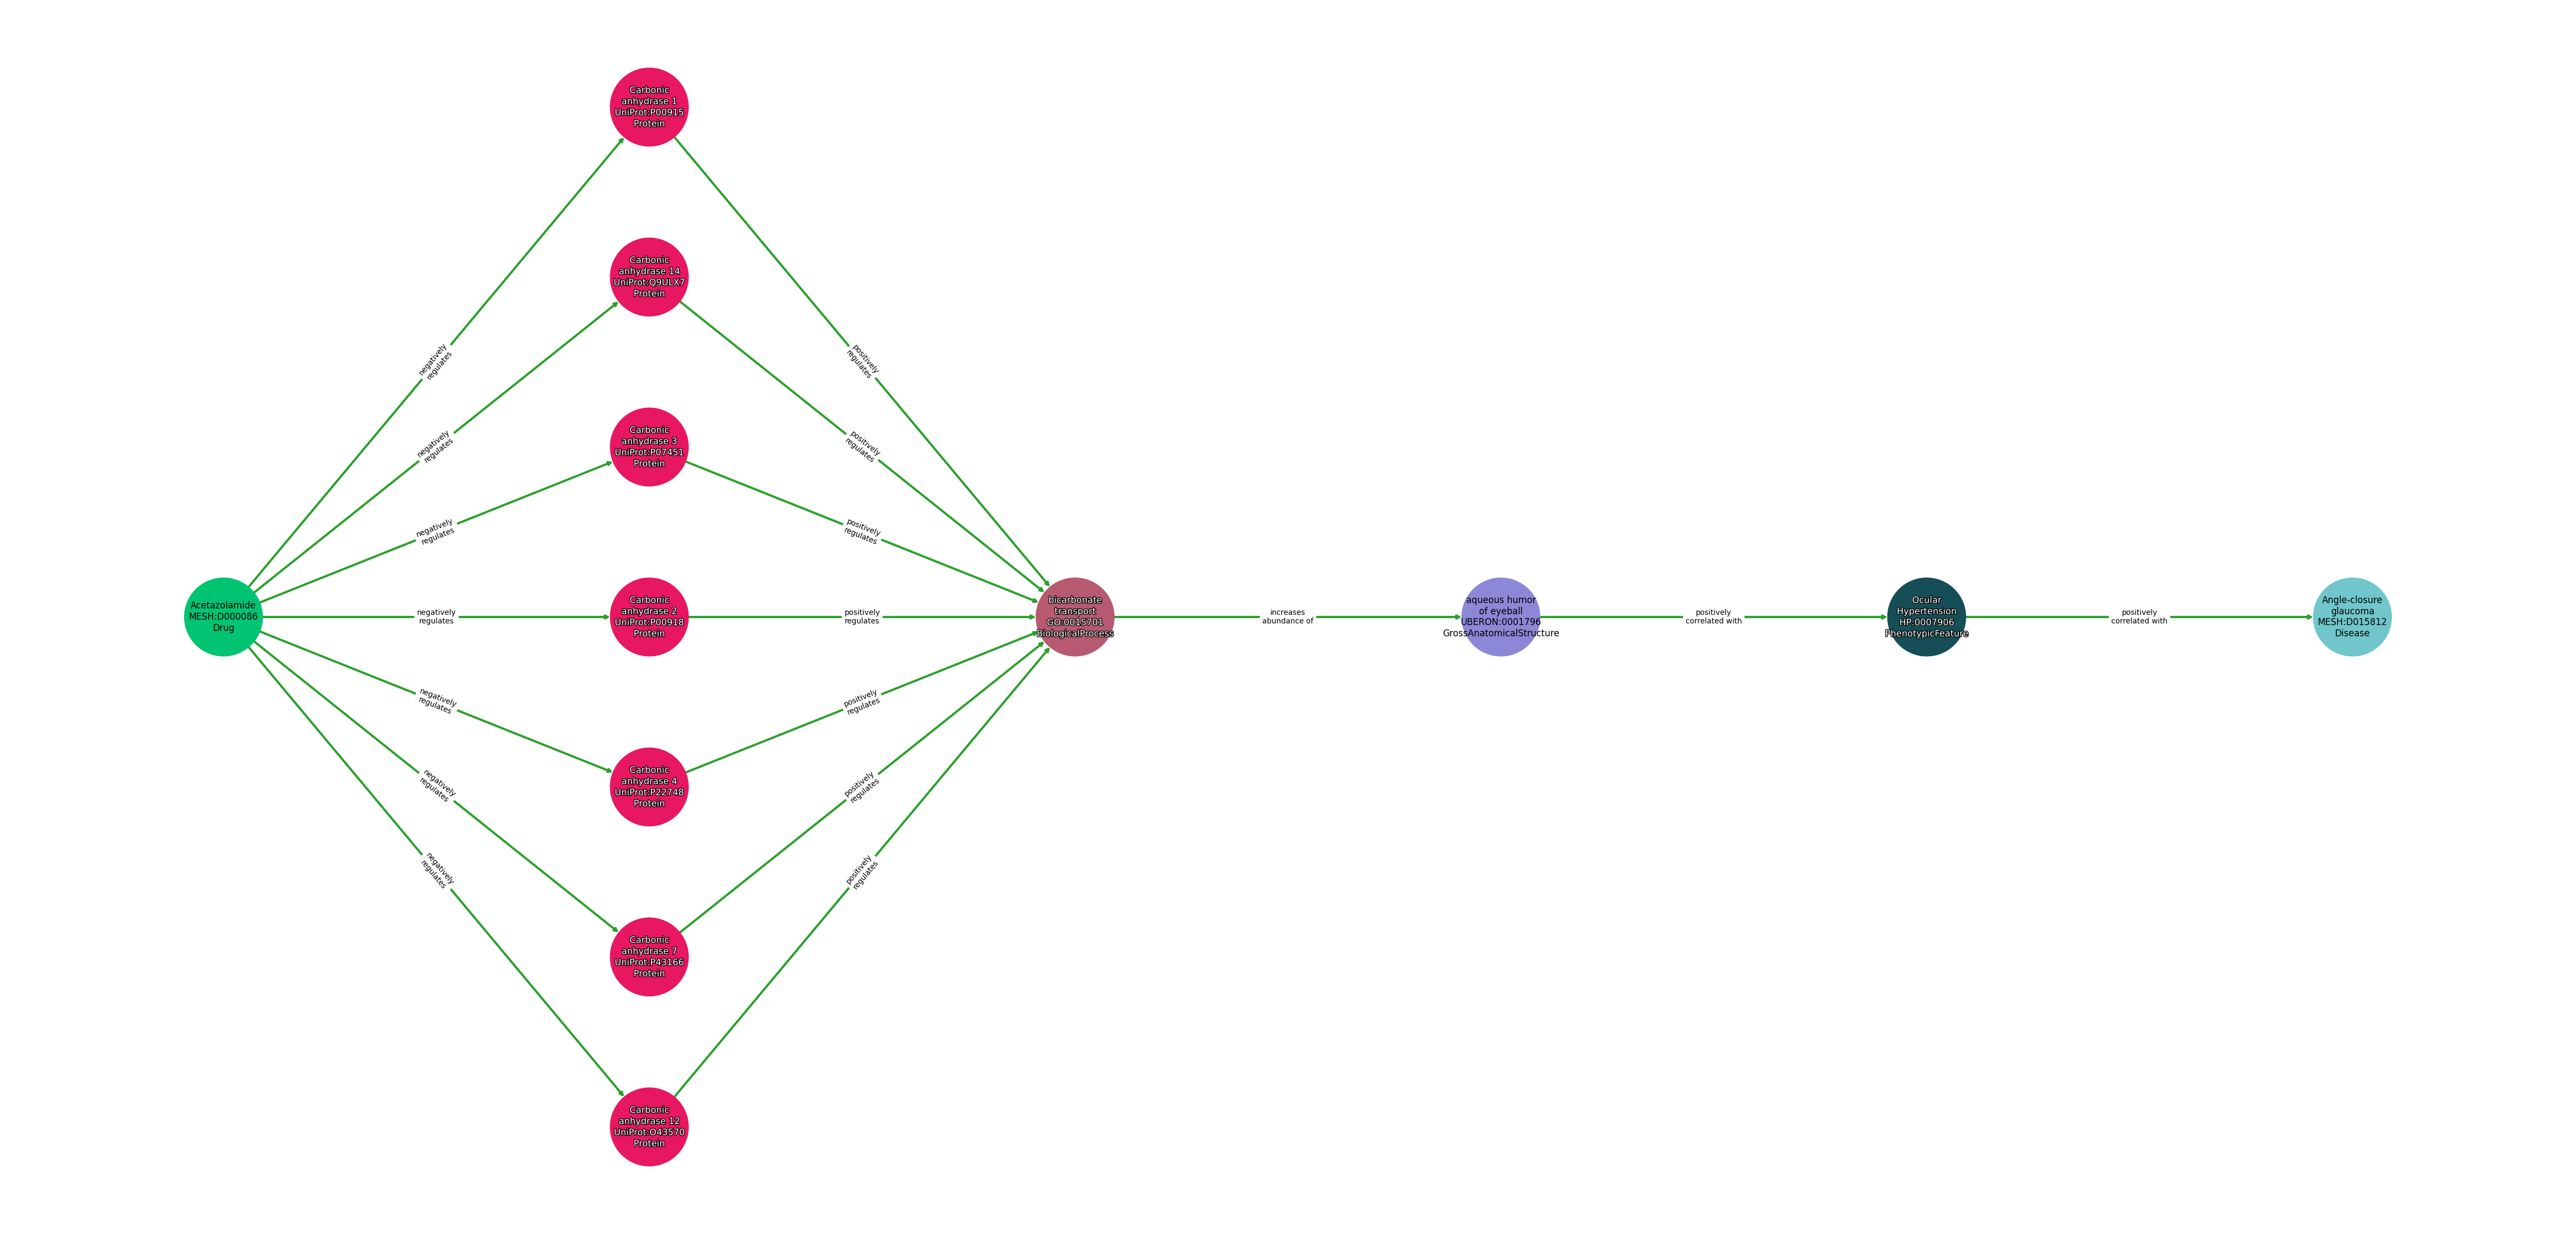 Carbonic
anhydrase 1
UniProt:P00915
Protein
Carbonic
anhydrase 14
UniProt:Q9ULX7
Protein
Carbonic
anhydrase 3
UniProt:P07451
Protein
Carbonic
anhydrase 2
UniProt:P00918
Protein
Carbonic
anhydrase 4
UniProt:P22748
Protein
Carbonic
anhydrase 7
UniProt:P43166
Protein
Carbonic
anhydrase 12
UniProt:O43570
Protein
Acetazolamide
MESH:D000086
Drug
negatively
regulates
negatively
regulates
negatively
regulates
negatively
regulates
negatively
regulates
negatively
regulates
negatively
regulates
positively
regulates
positively
regulates
positively
regulates
positively
regulates
positively
regulates
positively
regulates
positively
regulates
bicarbonate
transport
GO:0015701
BiologicalProcess
increases
abundance of
aqueous humor
of eyeball
UBERON:0001796
GrossAnatomicalStructure
positively
correlated with
Ocular
Hypertension
HP:0007906
PhenotypicFeature
positively
correlated with
Angle-closure
glaucoma
MESH:D015812
Disease